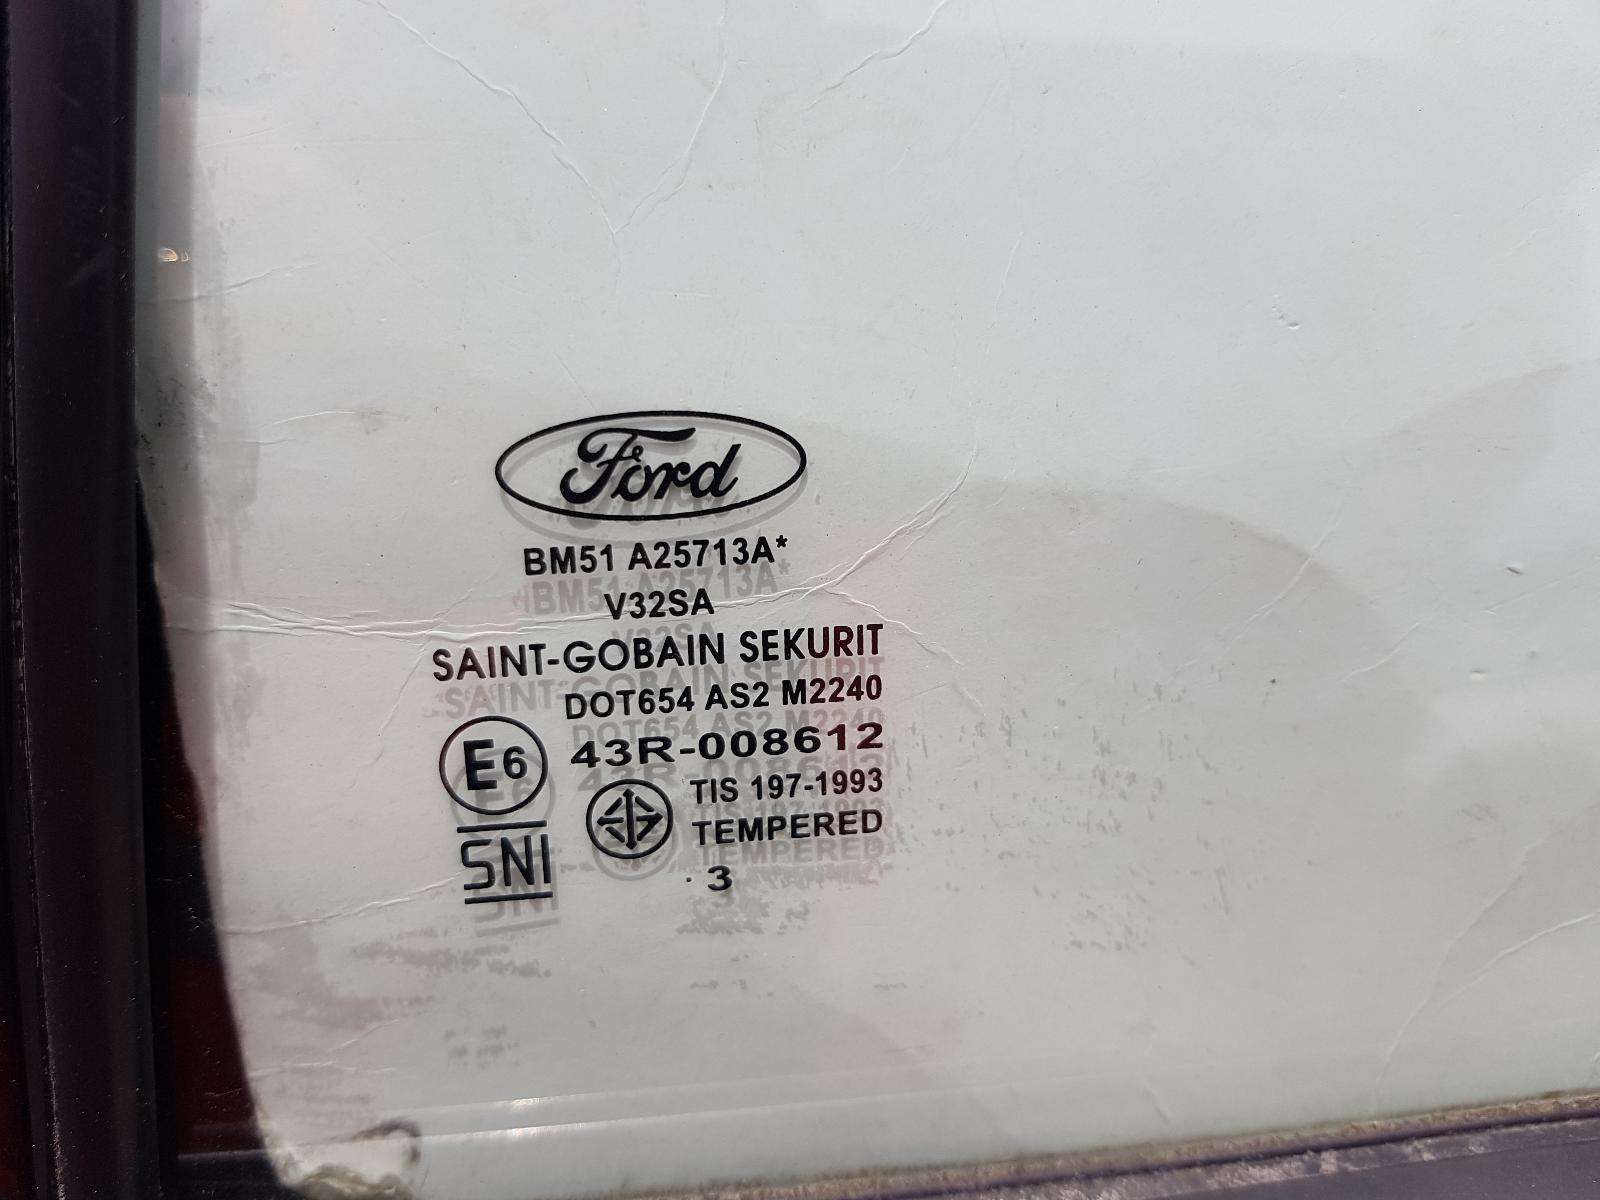 Ford
BM51 A25713A*
V32SA
SAINT-GOBAIN SEKURIT
DOT654 AS2 M2240
E6 43R-008612
TIS 197-1993
TEMPERED
SNI
. 3